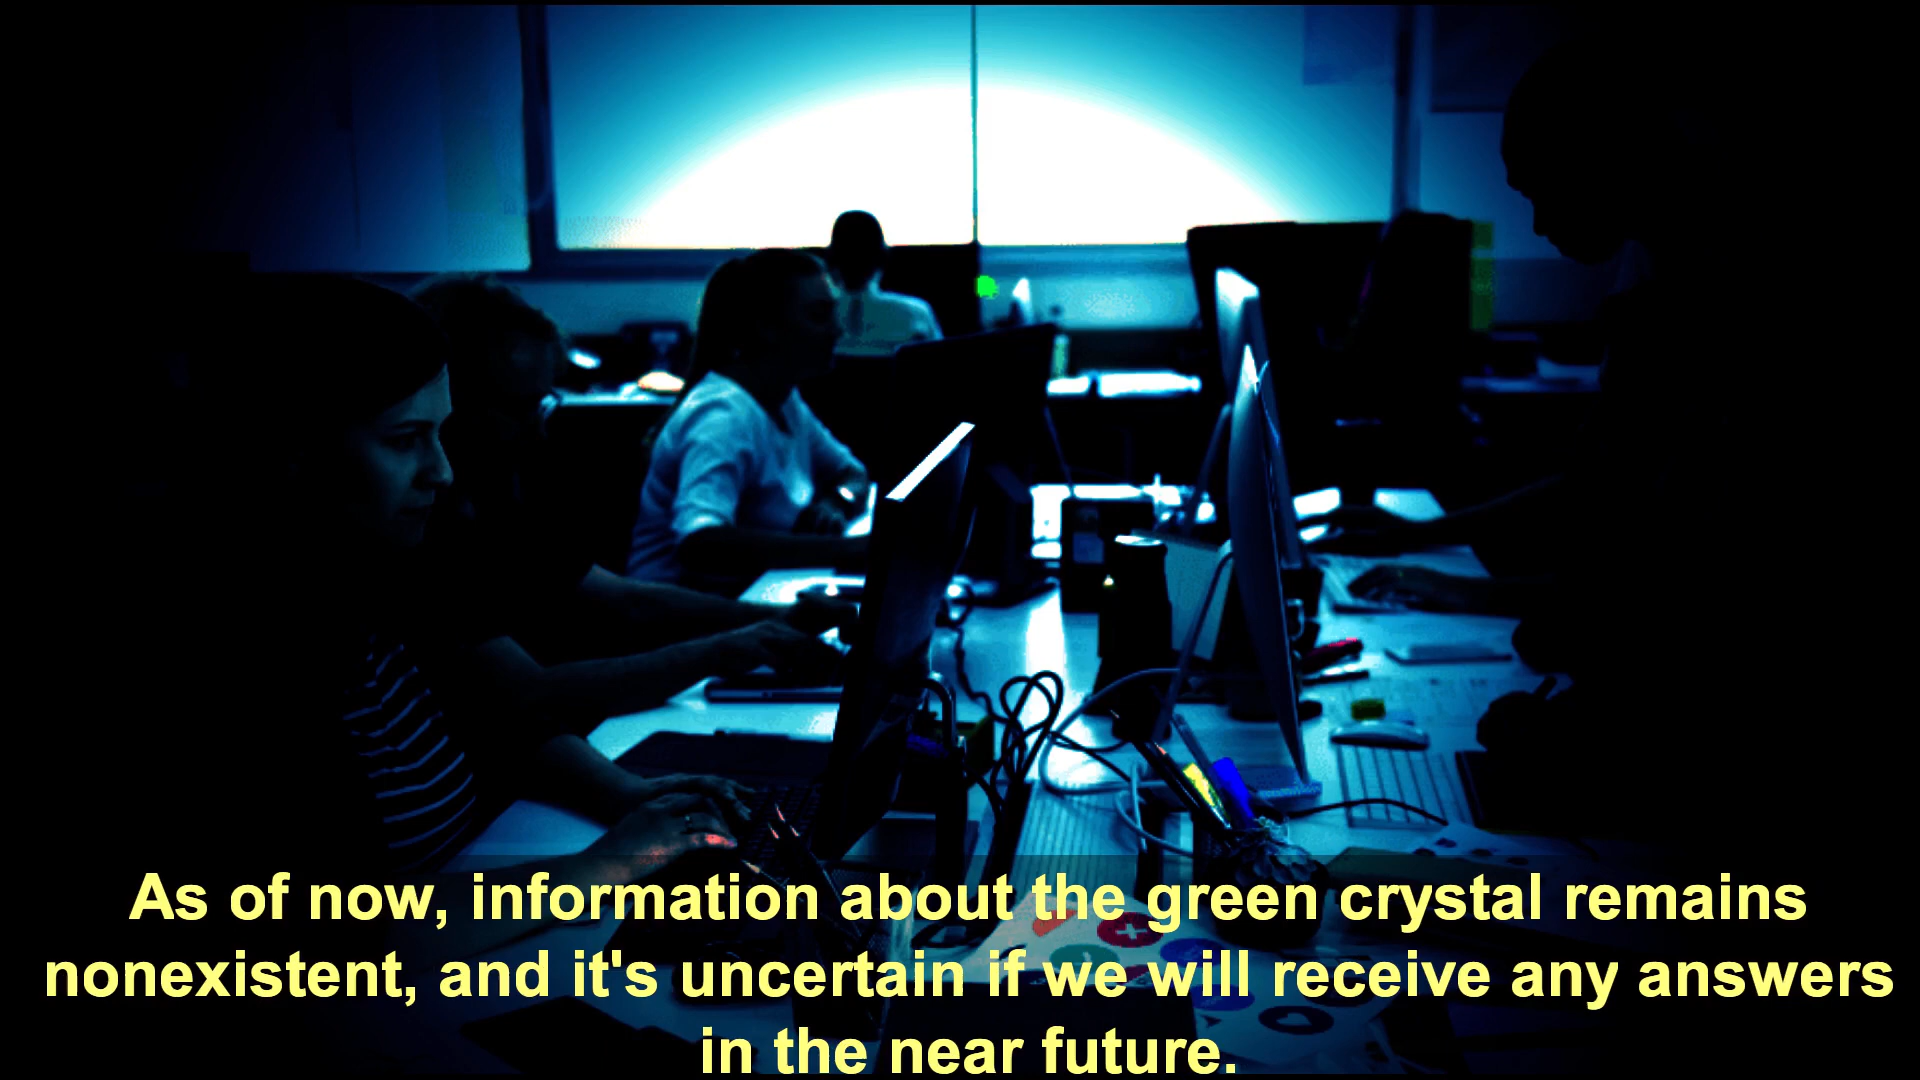 As of now, information about the green crystal remains
nonexistent, and it's uncertain if we will receive any answers
in the near future.